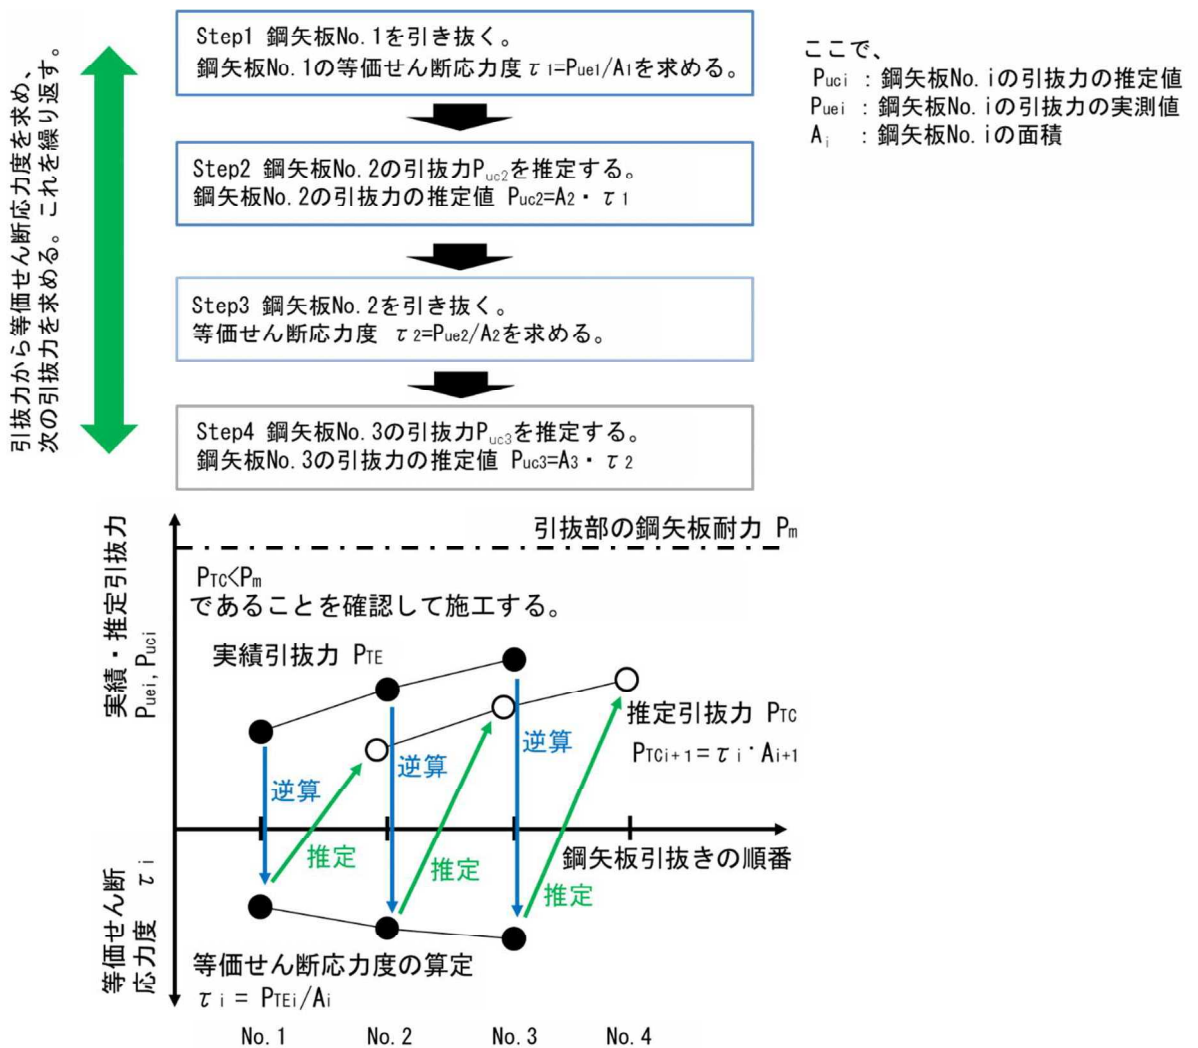 引抜力から等価せん断応力度を求め、
次の引抜力を求める。これを繰り返す。
Step1 鋼矢板No.1を引き抜く。
鋼矢板No.1の等価せん断応力度τ1=Pue1/A1を求める。
Step2 鋼矢板No.2の引抜力Puc2を推定する。
鋼矢板No.2の引抜力の推定値 Puc2=A2・τ1
Step3 鋼矢板No.2を引き抜く。
等価せん断応力度 τ2=Pue2/A2を求める。
Step4 鋼矢板No.3の引抜力Puc3を推定する。
鋼矢板No.3の引抜力の推定値 Puc3=A3・τ2
ここで、
Puci :鋼矢板No.iの引抜力の推定値
Puei :鋼矢板No.iの引抜力の実測値
Ai :鋼矢板No.iの面積
実績・推定引抜力
Puei,Puci
引抜部の鋼矢板耐力 Pm
PTC<Pm
であることを確認して施工する。
実績引抜力 PTE
推定引抜力 PTC
PTCi+1=τi・Ai+1
逆算
逆算
逆算
推定
推定
推定
鋼矢板引抜きの順番
等価せん断
応力度 τi
等価せん断応力度の算定
τi = PTEi/Ai
No.1
No.2
No.3
No.4